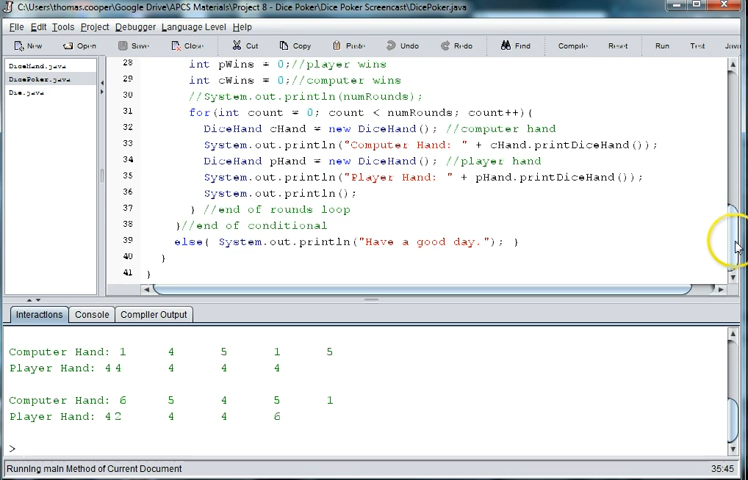 C:\Users\thomas.cooper\Google Drive\APCS Materials\Project 8 - Dice Poker\Dice Poker Screencast\DicePoker.java
File Edit Tools Project Debugger Language Level Help
New Open Save Close Cut Copy Paste Undo Redo Find Compile Reset Run Test Java
DiceHand.java
DicePoker.java
Die.java
28 int pWins = 0;//player wins
29 int cWins = 0;//computer wins
30 //System.out.println(numRounds);
31 for(int count = 0; count < numRounds; count++){
32 DiceHand cHand = new DiceHand(); //computer hand
33 System.out.println("Computer Hand: " + cHand.printDiceHand());
34 DiceHand pHand = new DiceHand(); //player hand
35 System.out.println("Player Hand: " + pHand.printDiceHand());
36 System.out.println();
37 } //end of rounds loop
38 }//end of conditional
39 else{ System.out.println("Have a good day."); }
40 }
41 }
Interactions Console Compiler Output
Computer Hand: 1 4 5 1 5
Player Hand: 4 4 4 4 4
Computer Hand: 6 5 4 5 1
Player Hand: 4 2 4 4 6
>
Running main Method of Current Document 35:45